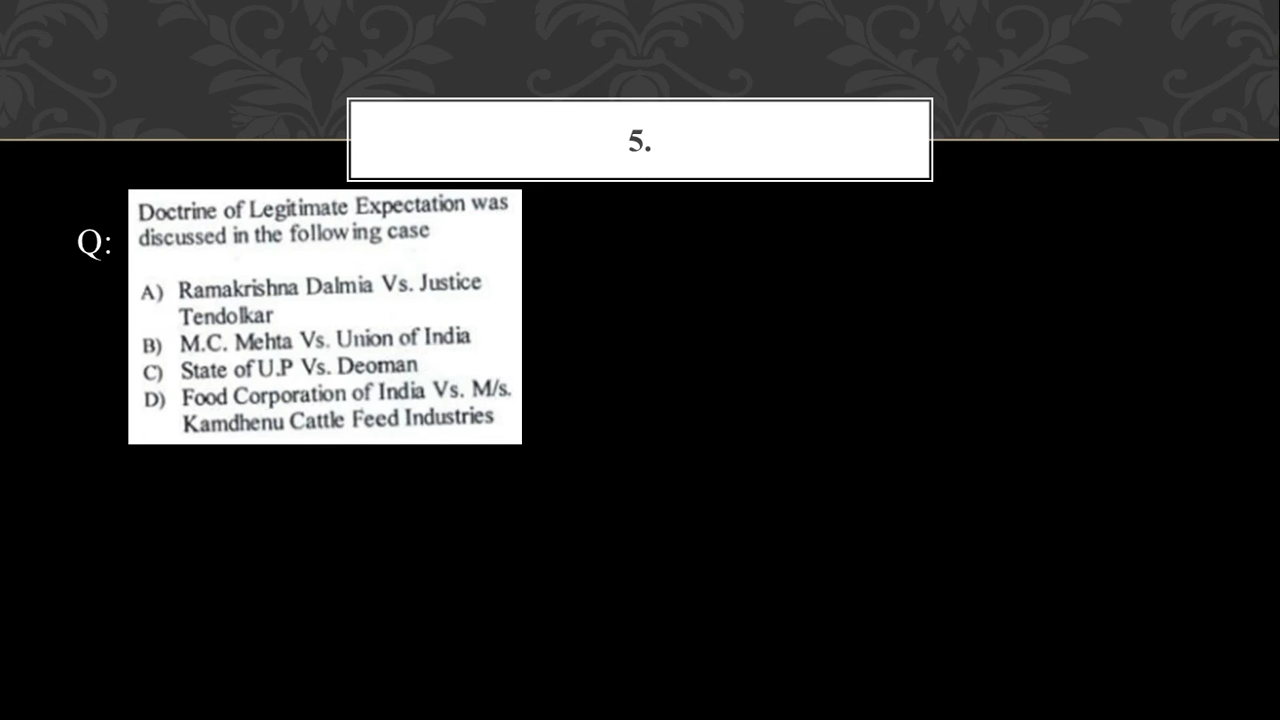 5.
Q:
Doctrine of Legitimate Expectation was
discussed in the following case
A) Ramakrishna Dalmia Vs. Justice
Tendolkar
B) M.C. Mehta Vs. Union of India
C) State of U.P Vs. Deoman
D) Food Corporation of India Vs. M/s.
Kamdhenu Cattle Feed Industries